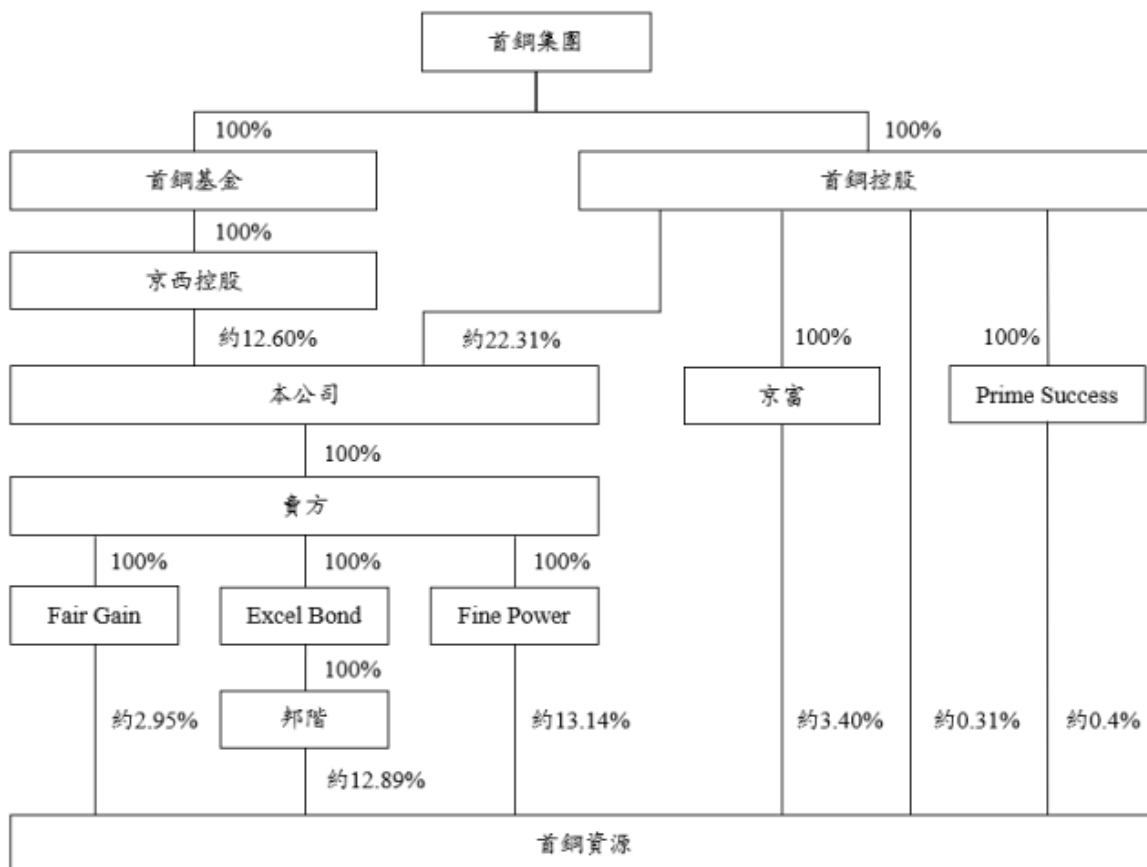 首鋼集團
100%
100%
首鋼基金
首鋼控股
100%
京西控股
約12.60%
約22.31%
100%
100%
本公司
京富
Prime Success
100%
賣方
100%
100%
100%
Fair Gain
Excel Bond
Fine Power
100%
邦階
約2.95%
約13.14%
約3.40%
約0.31%
約0.4%
約12.89%
首鋼資源